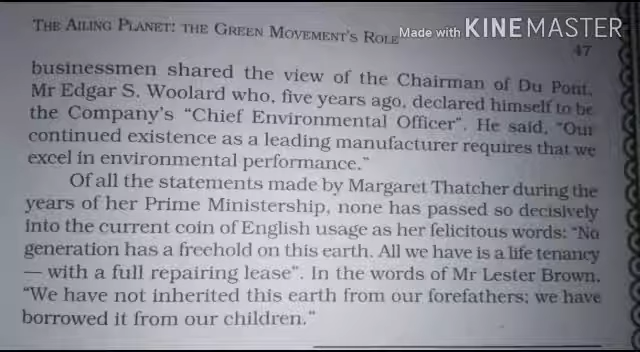 THE AILING PLANET: THE GREEN MOVEMENT'S ROLE
Made with KINEMASTER
47
businessmen shared the view of the Chairman of Du Pont,
Mr Edgar S. Woolard who, five years ago, declared himself to be
the Company's “Chief Environmental Officer”. He said, “Our
continued existence as a leading manufacturer requires that we
excel in environmental performance.”
Of all the statements made by Margaret Thatcher during the
years of her Prime Ministership, none has passed so decisively
into the current coin of English usage as her felicitous words: “No
generation has a freehold on this earth. All we have is a life tenancy
— with a full repairing lease”. In the words of Mr Lester Brown,
“We have not inherited this earth from our forefathers; we have
borrowed it from our children.”